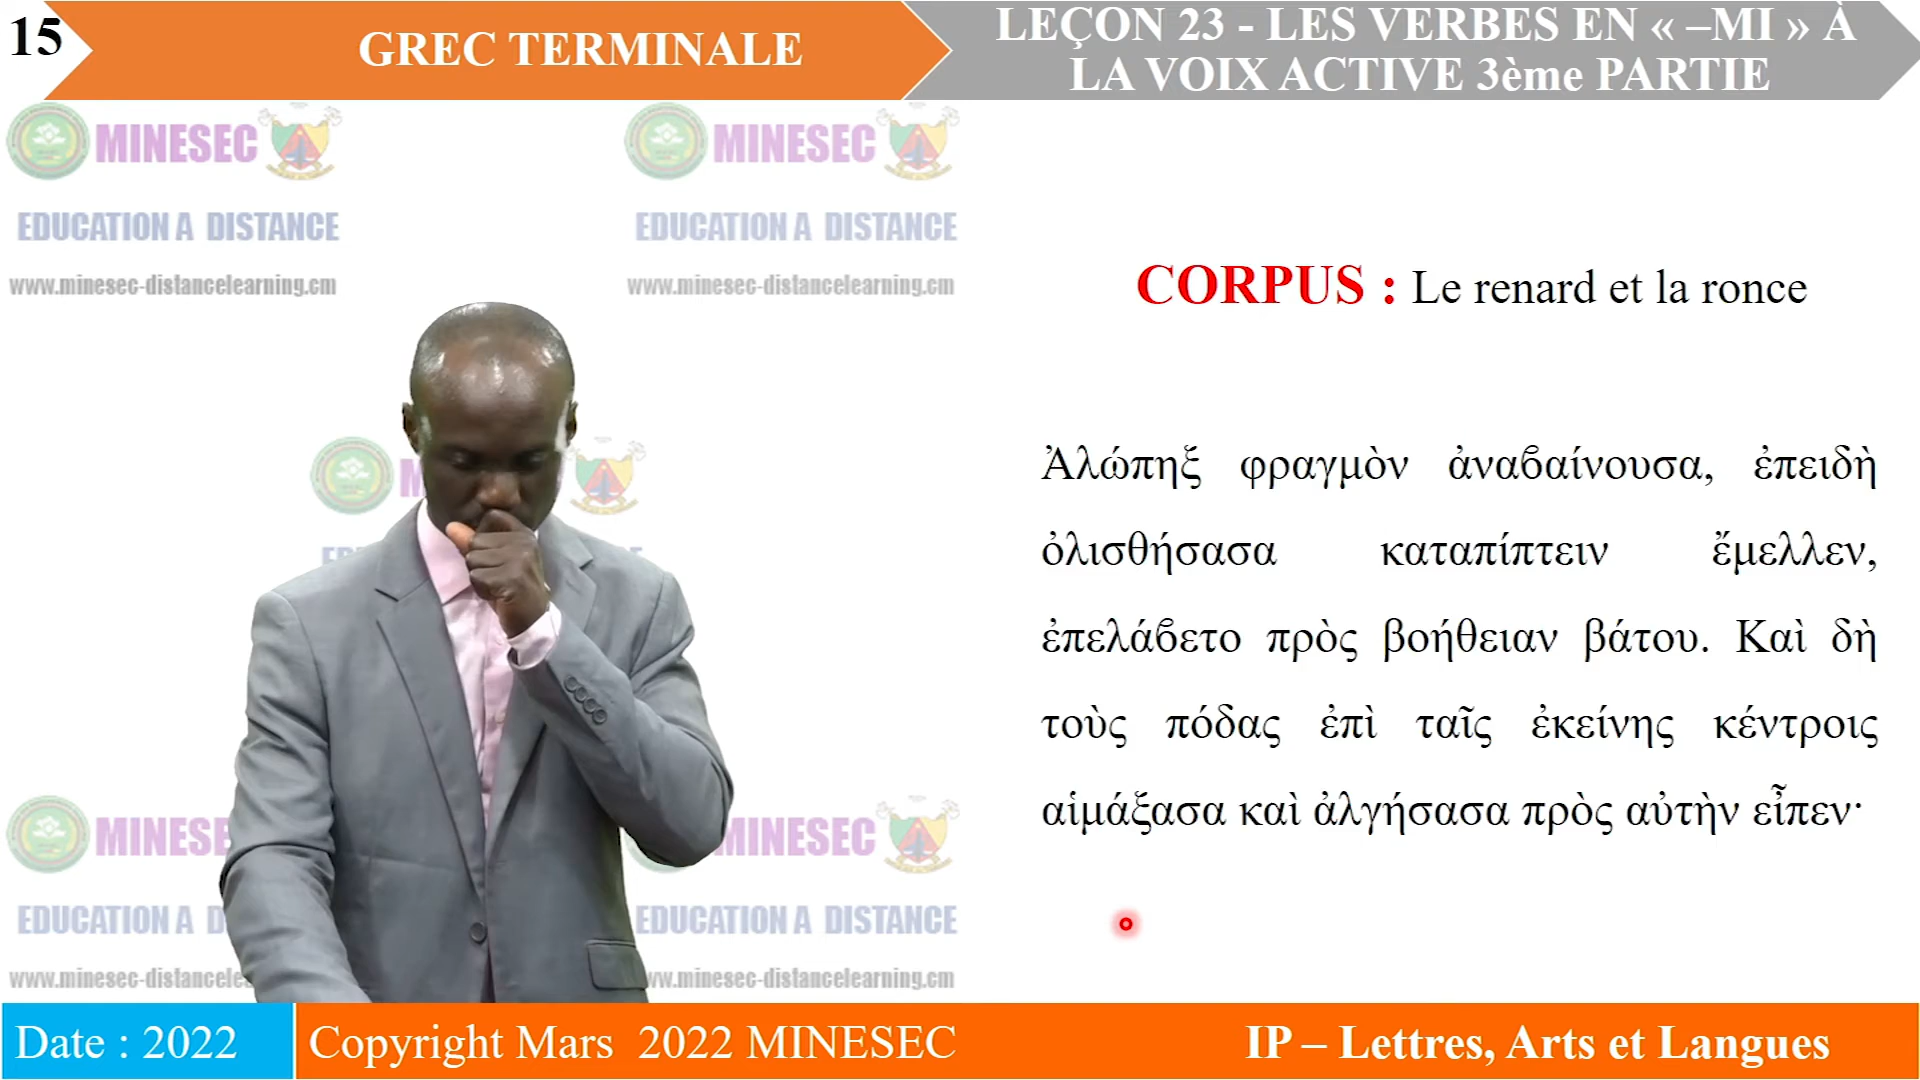 15
GREC TERMINALE
LEÇON 23 - LES VERBES EN « –MI » À
LA VOIX ACTIVE 3ème PARTIE
MINESEC
EDUCATION A DISTANCE
www.minesec-distancelearning.cm
MINESEC
EDUCATION A DISTANCE
www.minesec-distancelearning.cm
CORPUS : Le renard et la ronce
Ἀλώπηξ φραγμὸν ἀναϐαίνουσα, ἐπειδὴ
ὀλισθήσασα καταπίπτειν ἔμελλεν,
ἐπελάϐετο πρὸς βοήθειαν βάτου. Καὶ δὴ
τοὺς πόδας ἐπὶ ταῖς ἐκείνης κέντροις
αἱμάξασα καὶ ἀλγήσασα πρὸς αὐτὴν εἶπεν·
MINESE
EDUCATION A D
www.minesec-distancele
MINESEC
EDUCATION A DISTANCE
ww.minesec-distancelearning.cm
Date : 2022
Copyright Mars 2022 MINESEC
IP – Lettres, Arts et Langues